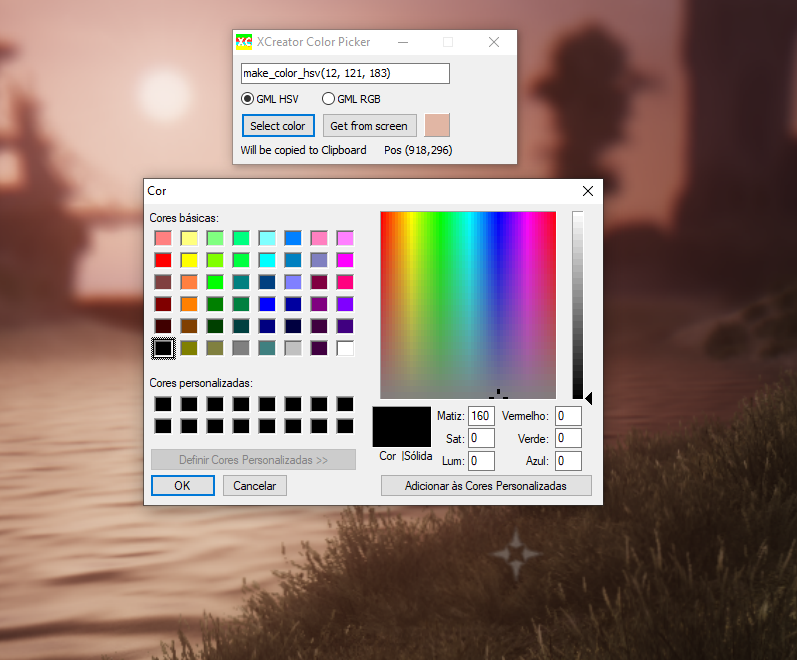 XC XCreator Color Picker
make_color_hsv(12, 121, 183)
GML HSV GML RGB
Select color Get from screen
Will be copied to Clipboard Pos (918,296)
Cor
Cores básicas:
Cores personalizadas:
Definir Cores Personalizadas >>
OK Cancelar
Matiz: 160 Vermelho: 0
Sat: 0 Verde: 0
Cor |Sólida
Lum: 0 Azul: 0
Adicionar às Cores Personalizadas